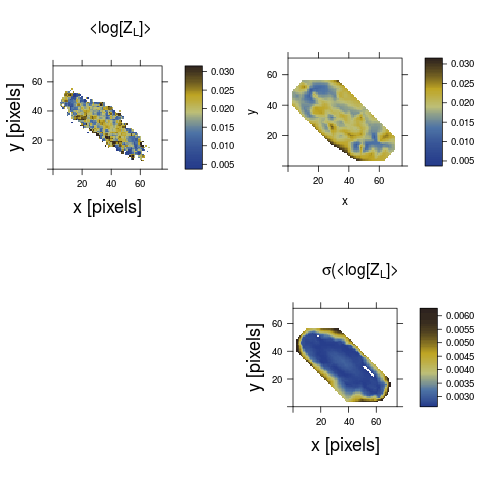 <log[Z_L]>
60
40
20
20 40 60
y [pixels]
x [pixels]
0.030
0.025
0.020
0.015
0.010
0.005
60
40
20
20 40 60
y
x
0.030
0.025
0.020
0.015
0.010
0.005
σ(<log[Z_L]>
60
40
20
20 40 60
y [pixels]
x [pixels]
0.0060
0.0055
0.0050
0.0045
0.0040
0.0035
0.0030